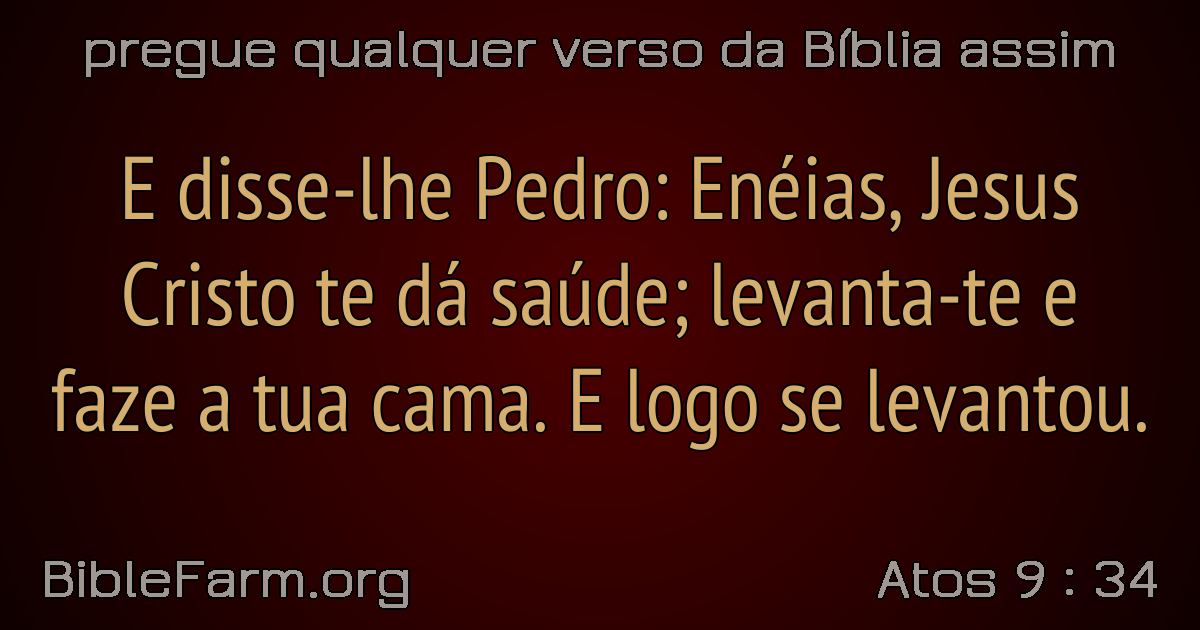 pregue qualquer verso da Bíblia assim
E disse-lhe Pedro: Enéias, Jesus
Cristo te dá saúde; levanta-te e
faze a tua cama. E logo se levantou.
BibleFarm.org
Atos 9 : 34